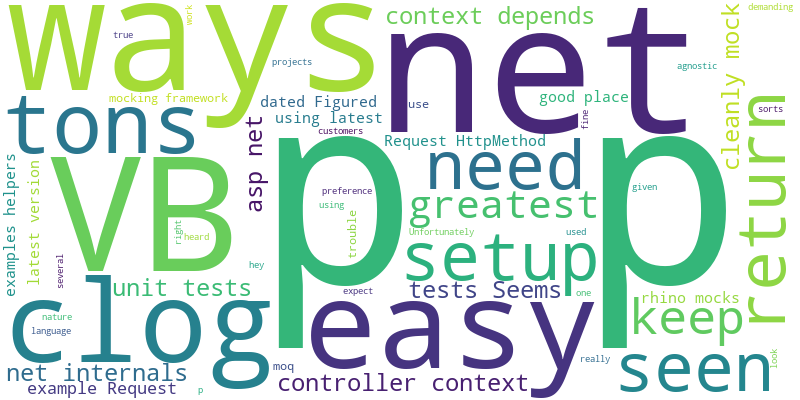 ways
work
true
projects
context depends
net
cleanly mock
demanding
agnostic
mocking framework
dated Figured
using latest
use
good place
tons
customers
asp net
Request HttpMethod
fine
sorts
return
need
p p
VB
examples helpers
latest version
preference
given
greatest
using
trouble
right
heard
Unfortunately
used
setup
several
hey
unit tests
clog
nature
language
expect
easy
tests Seems
one
rhino mocks
keep
really
look
seen
net internals
moq
controller context
example Request
p